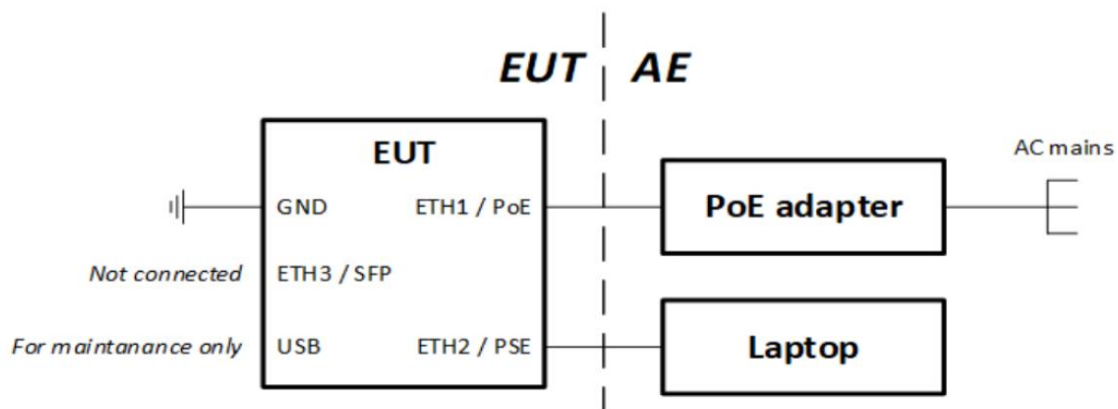 EUT AE
EUT
AC mains
GND ETH1 / PoE PoE adapter
Not connected ETH3 / SFP
For maintanance only USB ETH2 / PSE Laptop